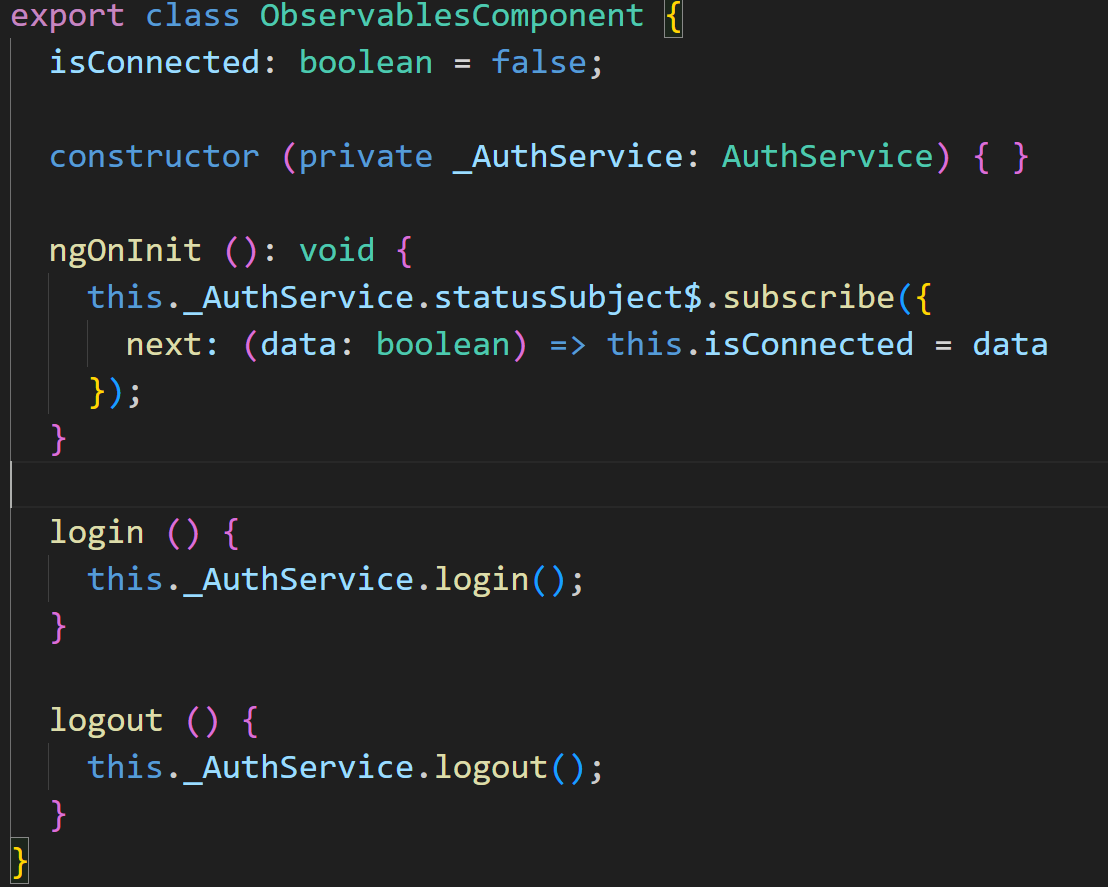 export class ObservablesComponent {
  isConnected: boolean = false;

  constructor (private _AuthService: AuthService) { }

  ngOnInit (): void {
    this._AuthService.statusSubject$.subscribe({
      next: (data: boolean) => this.isConnected = data
    });
  }

  login () {
    this._AuthService.login();
  }

  logout () {
    this._AuthService.logout();
  }
}